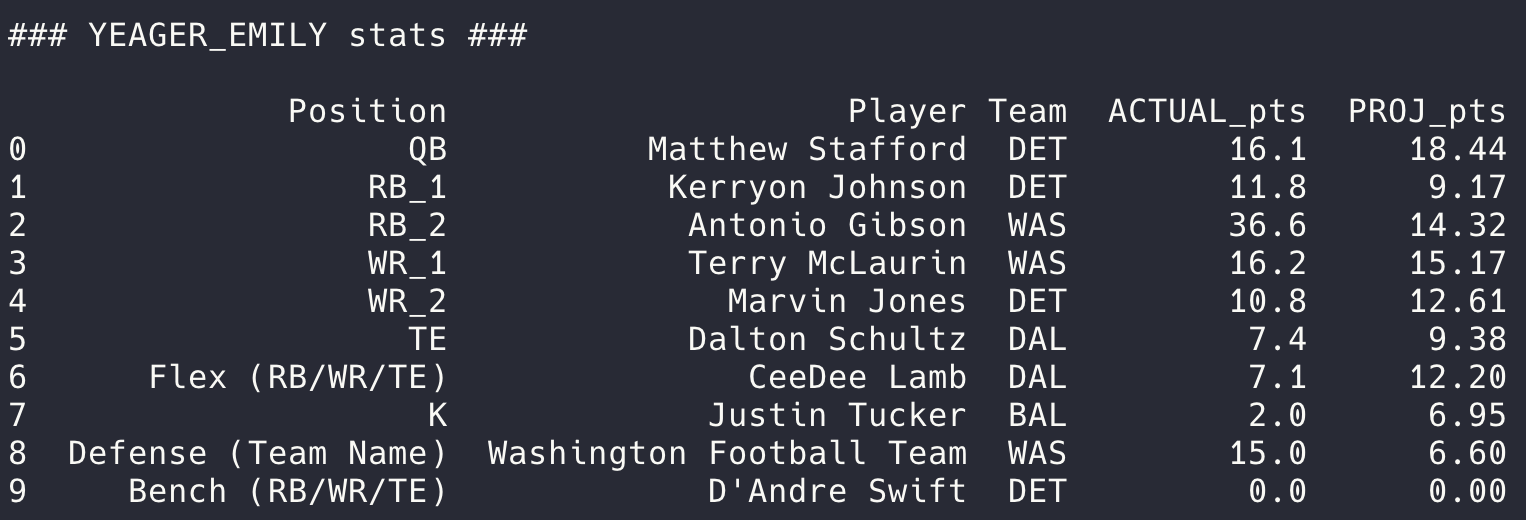 ### YEAGER_EMILY stats ###
Position Player Team ACTUAL_pts PROJ_pts
0 QB Matthew Stafford DET 16.1 18.44
1 RB_1 Kerryon Johnson DET 11.8 9.17
2 RB_2 Antonio Gibson WAS 36.6 14.32
3 WR_1 Terry McLaurin WAS 16.2 15.17
4 WR_2 Marvin Jones DET 10.8 12.61
5 TE Dalton Schultz DAL 7.4 9.38
6 Flex (RB/WR/TE) CeeDee Lamb DAL 7.1 12.20
7 K Justin Tucker BAL 2.0 6.95
8 Defense (Team Name) Washington Football Team WAS 15.0 6.60
9 Bench (RB/WR/TE) D'Andre Swift DET 0.0 0.00